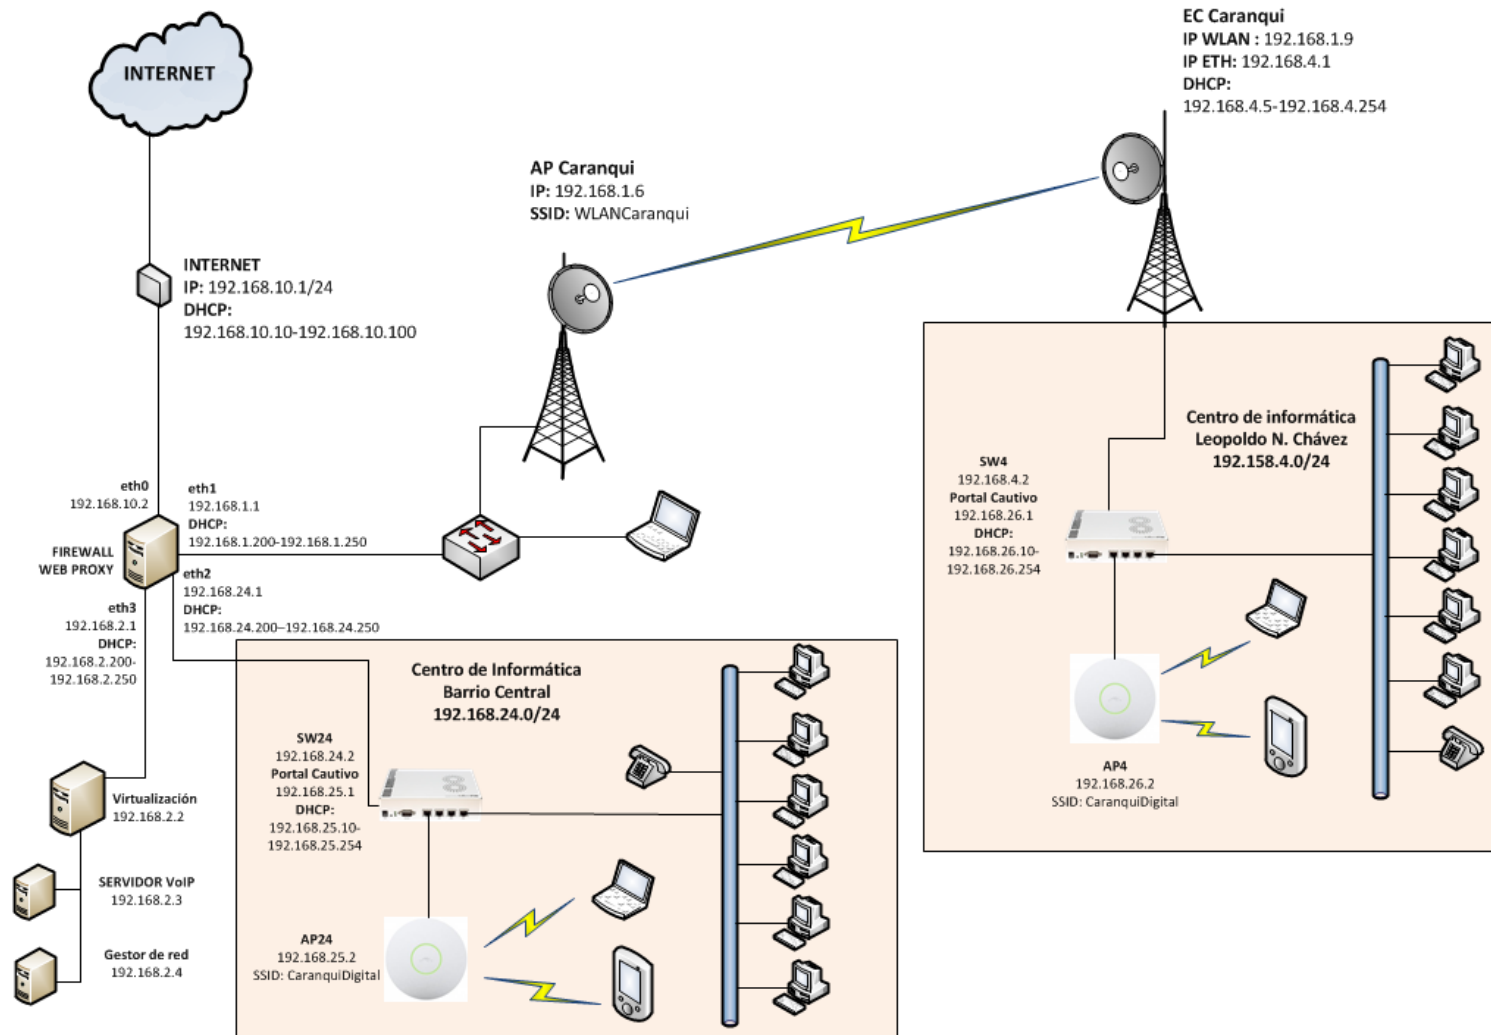 INTERNET
EC Caranqui
IP WLAN : 192.168.1.9
IP ETH: 192.168.4.1
DHCP:
192.168.4.5-192.168.4.254
AP Caranqui
IP: 192.168.1.6
SSID: WLANCaranqui
INTERNET
IP: 192.168.10.1/24
DHCP:
192.168.10.10-192.168.10.100
eth0
192.168.10.2
eth1
192.168.1.1
DHCP:
192.168.1.200-192.168.1.250
FIREWALL
WEB PROXY
eth2
192.168.24.1
DHCP:
192.168.24.200–192.168.24.250
eth3
192.168.2.1
DHCP:
192.168.2.200-
192.168.2.250
Centro de informática
Leopoldo N. Chávez
192.158.4.0/24
SW4
192.168.4.2
Portal Cautivo
192.168.26.1
DHCP:
192.168.26.10-
192.168.26.254
AP4
192.168.26.2
SSID: CaranquiDigital
Centro de Informática
Barrio Central
192.168.24.0/24
SW24
192.168.24.2
Portal Cautivo
192.168.25.1
DHCP:
192.168.25.10-
192.168.25.254
AP24
192.168.25.2
SSID: CaranquiDigital
Virtualización
192.168.2.2
SERVIDOR VoIP
192.168.2.3
Gestor de red
192.168.2.4